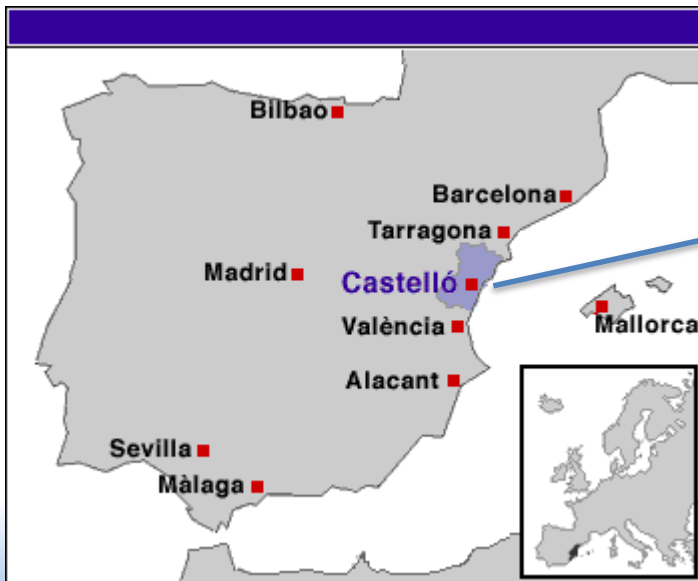 Bilbao
Barcelona
Tarragona
Madrid
Castelló
València
Mallorca
Alacant
Sevilla
Màlaga